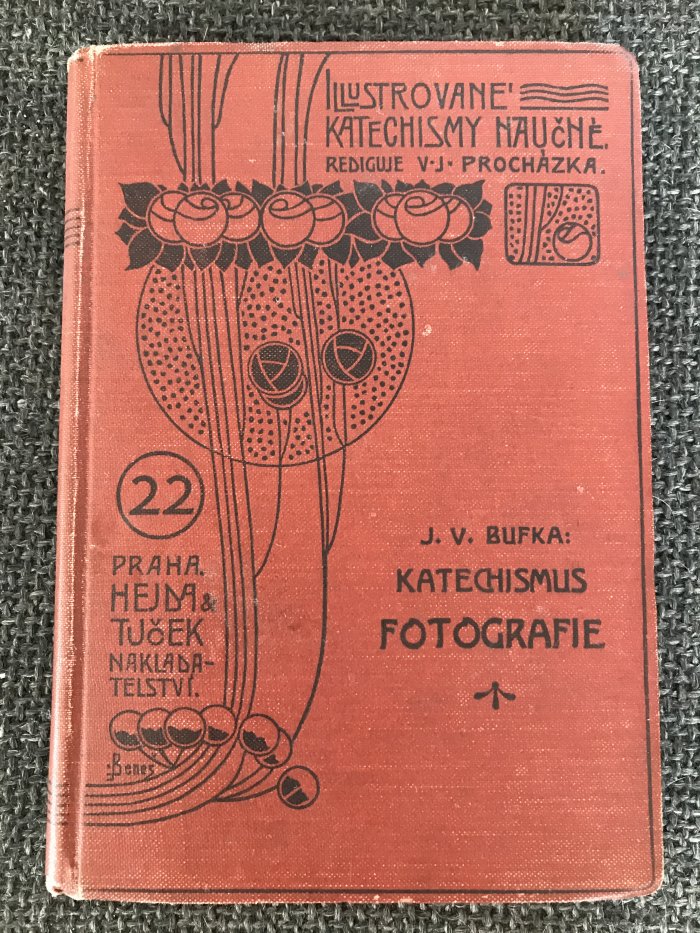 ILLUSTROVANÉ
KATECHISMY NAUČNÉ.
REDIGUJE V·J· PROCHÁZKA.
22
PRAHA.
HEJDA &
TUČEK
NAKLADA-
TELSTVÍ.
J. V. BUFKA:
KATECHISMUS
FOTOGRAFIE
Beneš